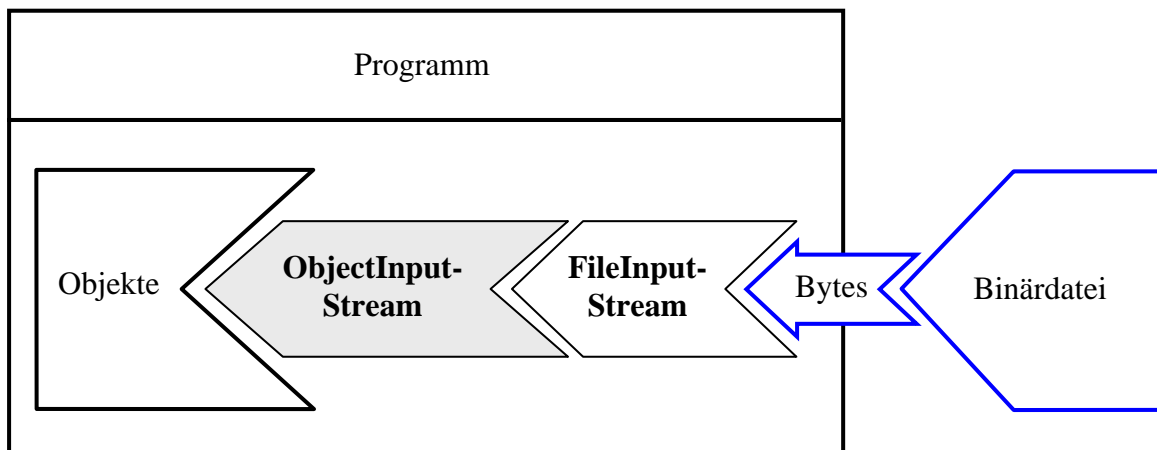 Programm
Objekte
ObjectInput-
Stream
FileInput-
Stream
Bytes
Binärdatei